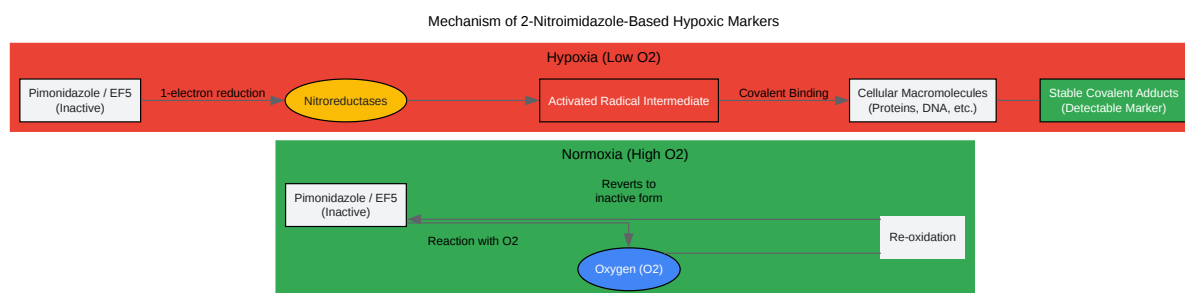 Mechanism of 2-Nitroimidazole-Based Hypoxic Markers
Hypoxia (Low O2)
Pimonidazole / EF5
(Inactive)
1-electron reduction
Nitroreductases
Activated Radical Intermediate
Covalent Binding
Cellular Macromolecules
(Proteins, DNA, etc.)
Stable Covalent Adducts
(Detectable Marker)
Normoxia (High O2)
Pimonidazole / EF5
(Inactive)
Reverts to
inactive form
Reaction with O2
Re-oxidation
Oxygen (O2)